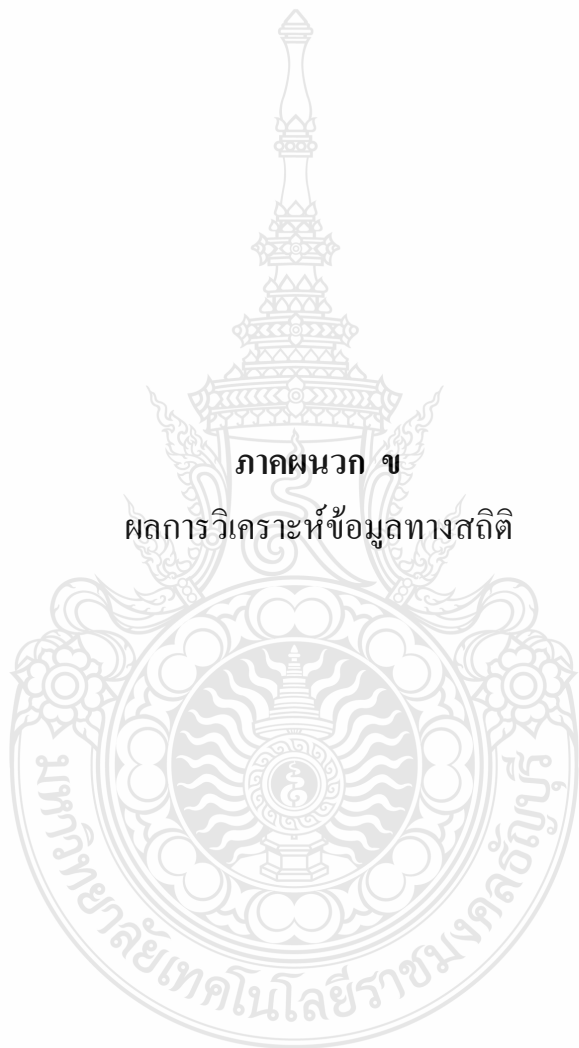 ภาคผนวก ข
ผลการวิเคราะห์ข้อมูลทางสถิติ
มหาวิทยาลัยเทคโนโลยีราชมงคลธัญบุรี